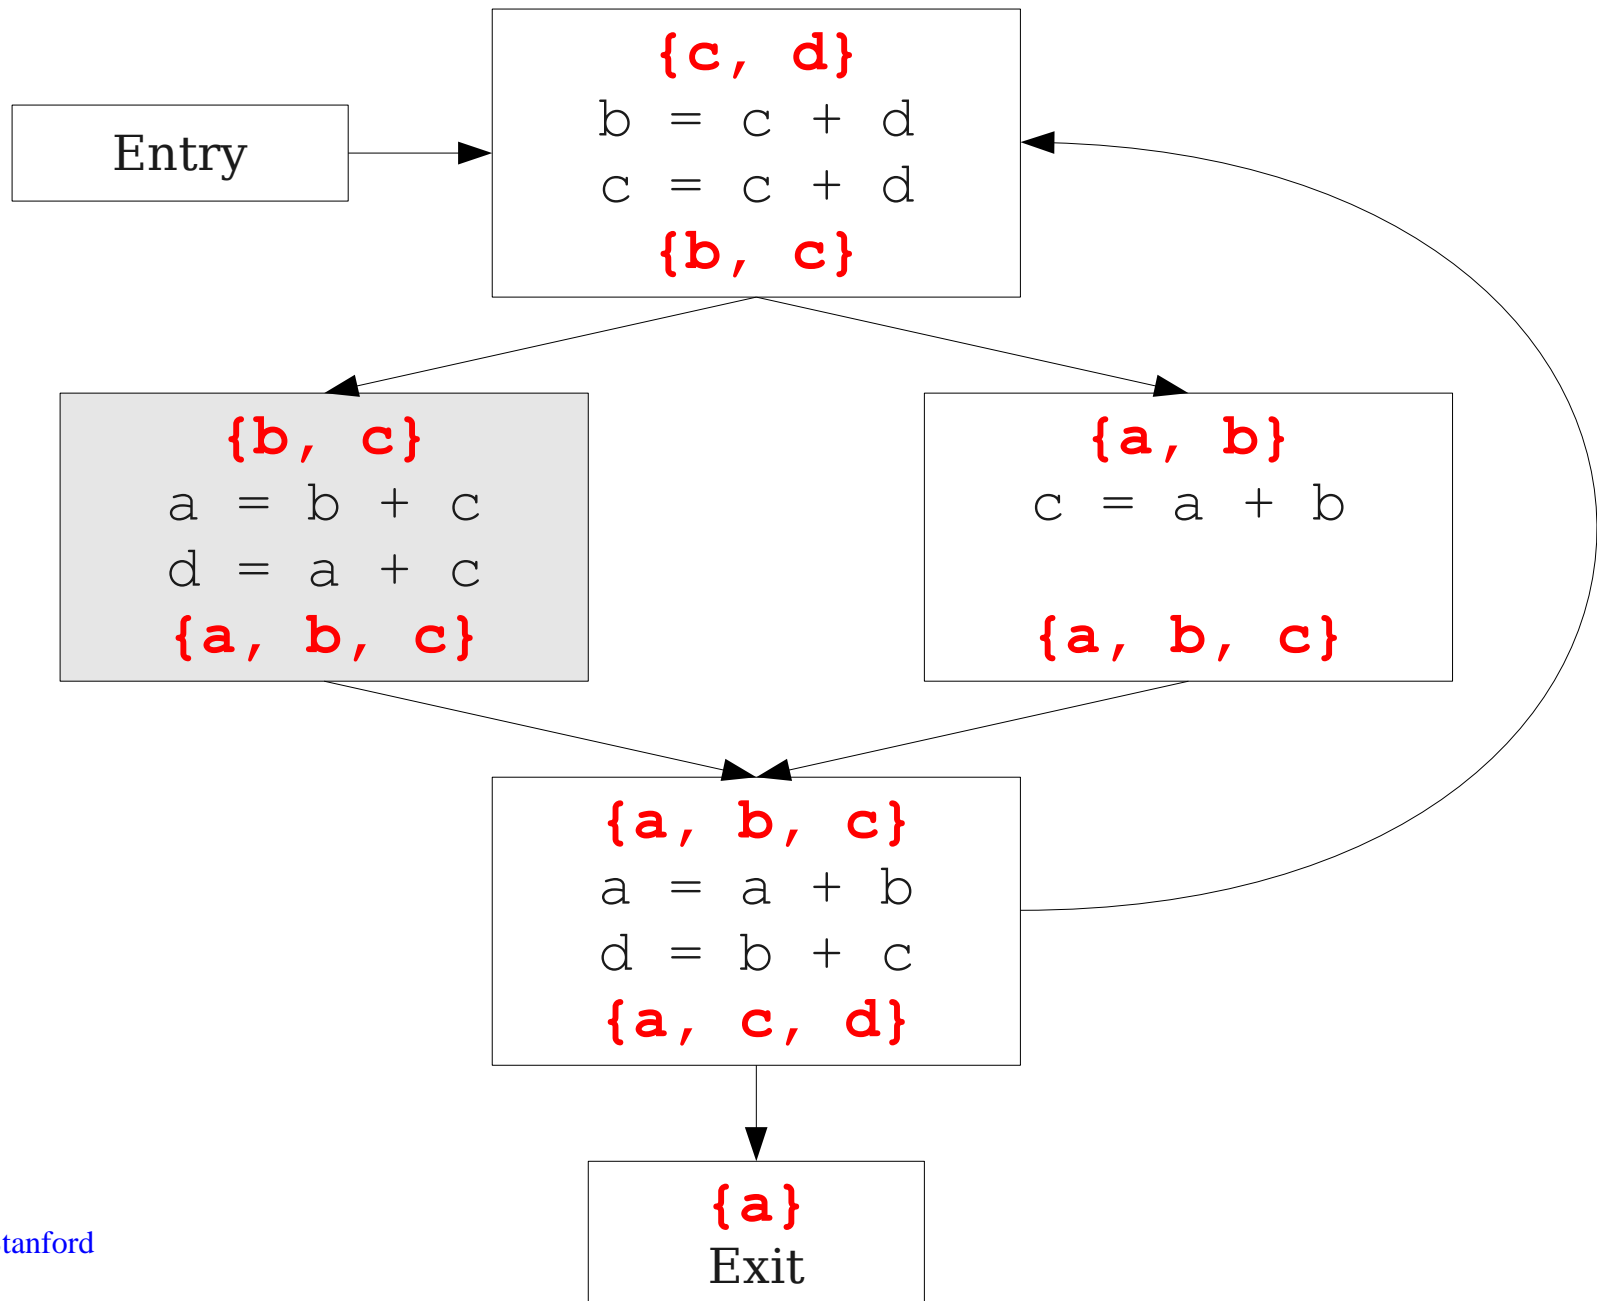 {c, d}
b = c + d
c = c + d
{b, c}
Entry
{b, c}
a = b + c
d = a + c
{a, b, c}
{a, b}
c = a + b
{a, b, c}
{a, b, c}
a = a + b
d = b + c
{a, c, d}
{a}
Exit
tanford